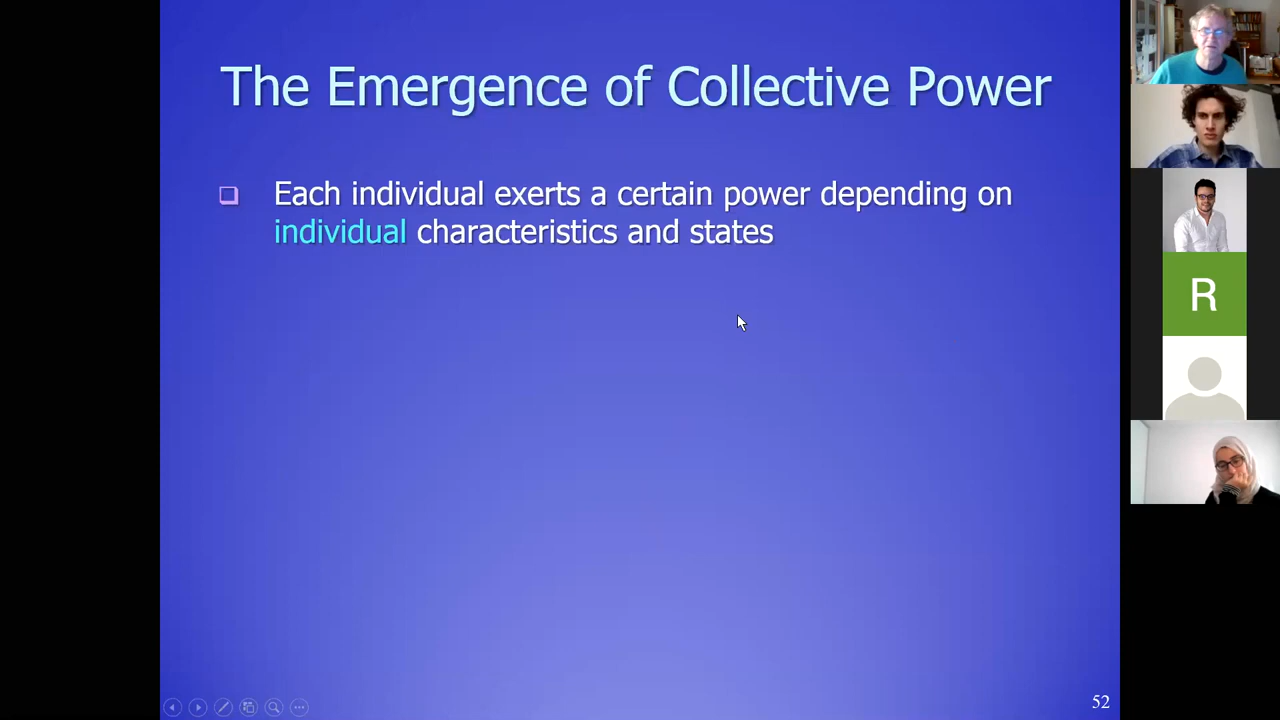 The Emergence of Collective Power
Each individual exerts a certain power depending on
individual characteristics and states
R
52